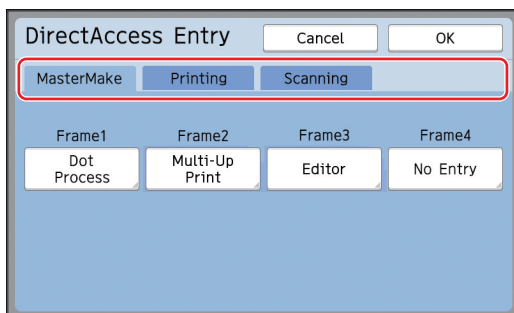 DirectAccess Entry Cancel OK
MasterMake Printing Scanning
Frame1 Frame2 Frame3 Frame4
Dot
Process
Multi-Up
Print
Editor
No Entry